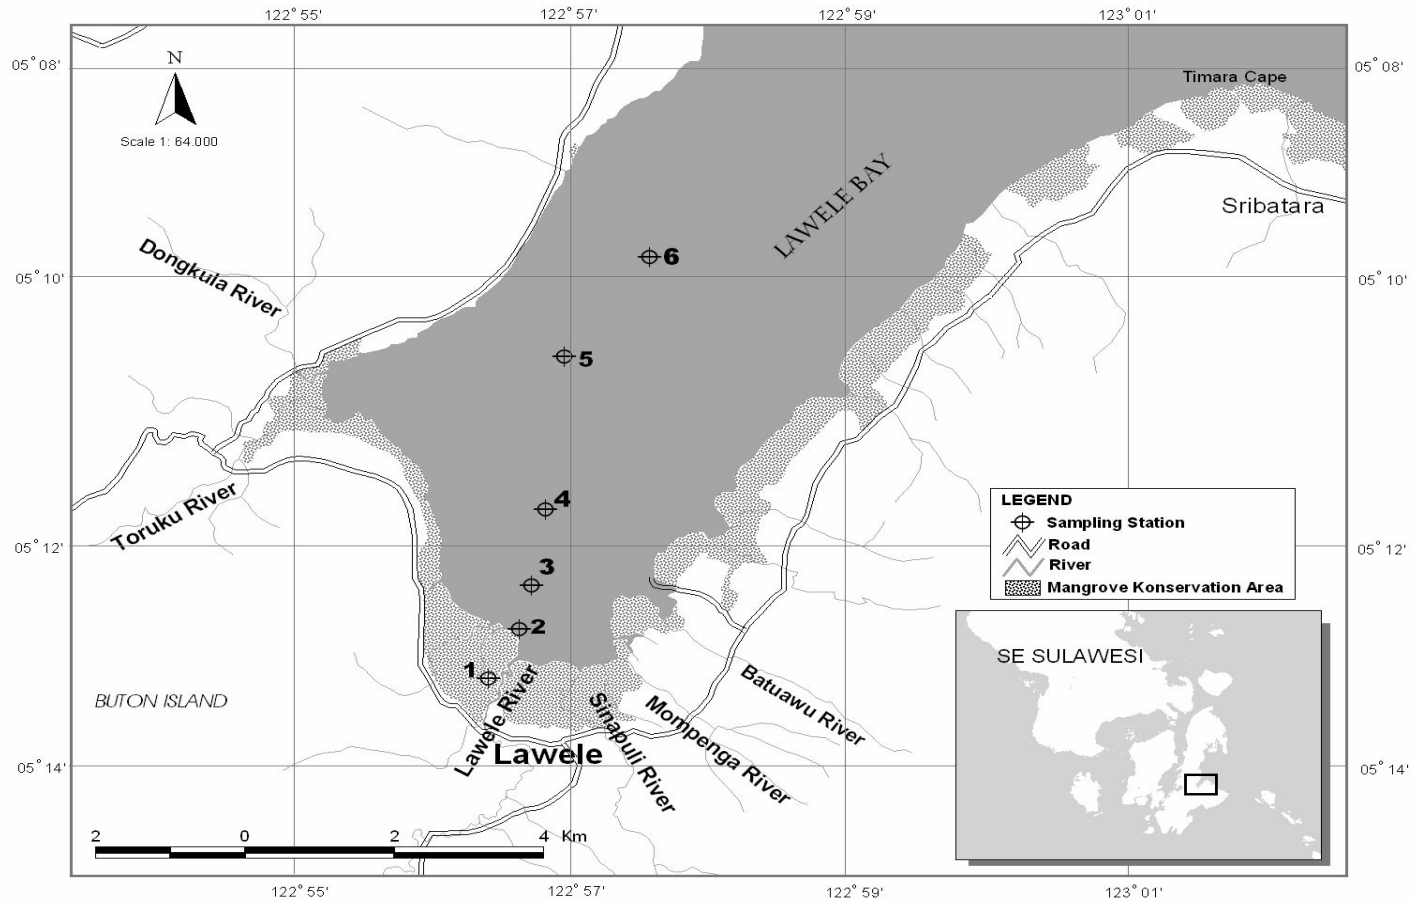 122° 55'
122° 57'
122° 59'
123° 01'
05° 08'
05° 08'
N
Scale 1: 64.000
Timara Cape
LAWELE BAY
Sribatara
Dongkula River
6
05° 10'
05° 10'
5
4
Toruku River
LEGEND
Sampling Station
Road
River
Mangrove Konservation Area
05° 12'
05° 12'
3
2
1
SE SULAWESI
BUTON ISLAND
Lawele River
Sinapuli River
Mompenga River
Batuawu River
Lawele
05° 14'
05° 14'
2 0 2 4 Km
122° 55'
122° 57'
122° 59'
123° 01'